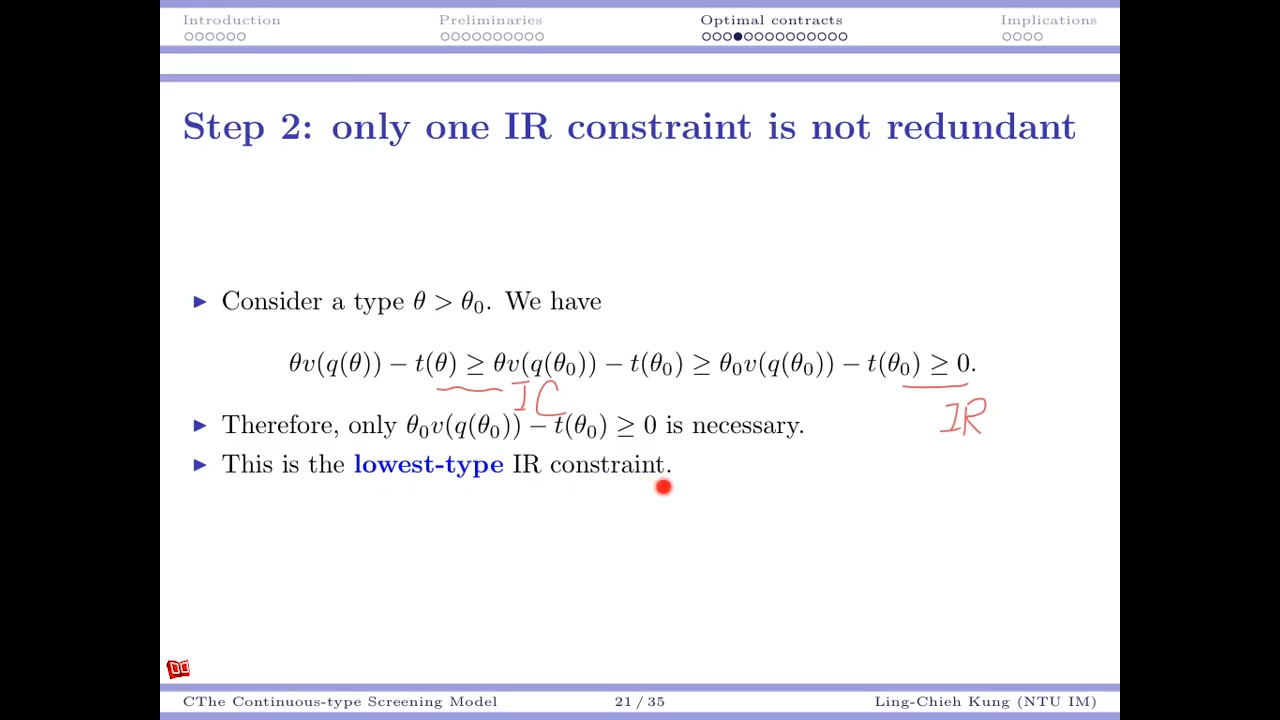 Introduction Preliminaries Optimal contracts Implications
Step 2: only one IR constraint is not redundant
▶ Consider a type θ > θ₀. We have
θv(q(θ)) − t(θ) ≥ θv(q(θ₀)) − t(θ₀) ≥ θ₀v(q(θ₀)) − t(θ₀) ≥ 0.
IC
IR
▶ Therefore, only θ₀v(q(θ₀)) − t(θ₀) ≥ 0 is necessary.
▶ This is the lowest-type IR constraint.
CThe Continuous-type Screening Model 21 / 35 Ling-Chieh Kung (NTU IM)